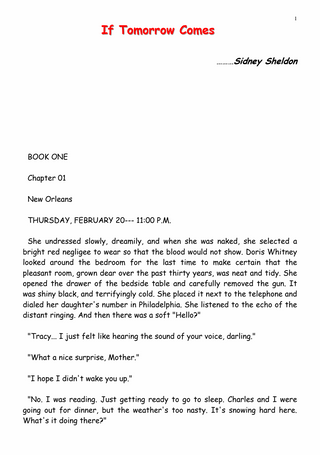 1
If Tomorrow Comes
.........Sidney Sheldon
BOOK ONE
Chapter 01
New Orleans
THURSDAY, FEBRUARY 20--- 11:00 P.M.
She undressed slowly, dreamily, and when she was naked, she selected a
bright red negligee to wear so that the blood would not show. Doris Whitney
looked around the bedroom for the last time to make certain that the
pleasant room, grown dear over the past thirty years, was neat and tidy. She
opened the drawer of the bedside table and carefully removed the gun. It
was shiny black, and terrifyingly cold. She placed it next to the telephone and
dialed her daughter's number in Philadelphia. She listened to the echo of the
distant ringing. And then there was a soft "Hello?"
"Tracy... I just felt like hearing the sound of your voice, darling."
"What a nice surprise, Mother."
"I hope I didn't wake you up."
"No. I was reading. Just getting ready to go to sleep. Charles and I were
going out for dinner, but the weather's too nasty. It's snowing hard here.
What's it doing there?"